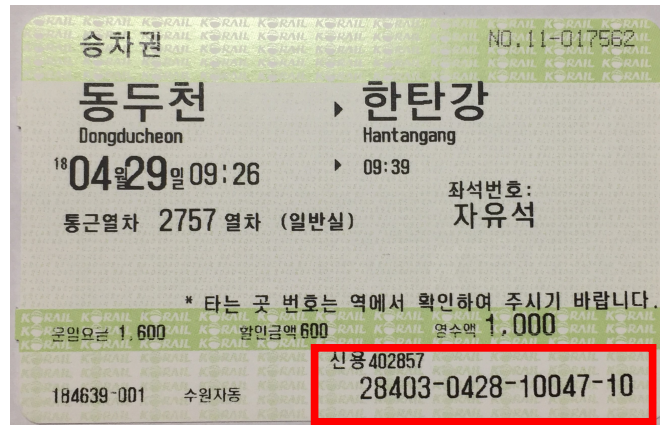 승차권 NO.11-017562
동두천 ▸ 한탄강
Dongducheon Hantangang
18 04월29일 09:26 ▸ 09:39
좌석번호:
통근열차 2757 열차 (일반실) 자유석
* 타는 곳 번호는 역에서 확인하여 주시기 바랍니다.
운임요금 1,600 할인금액 600 영수액 1,000
신용 402857
184639-001 수원자동 28403-0428-10047-10